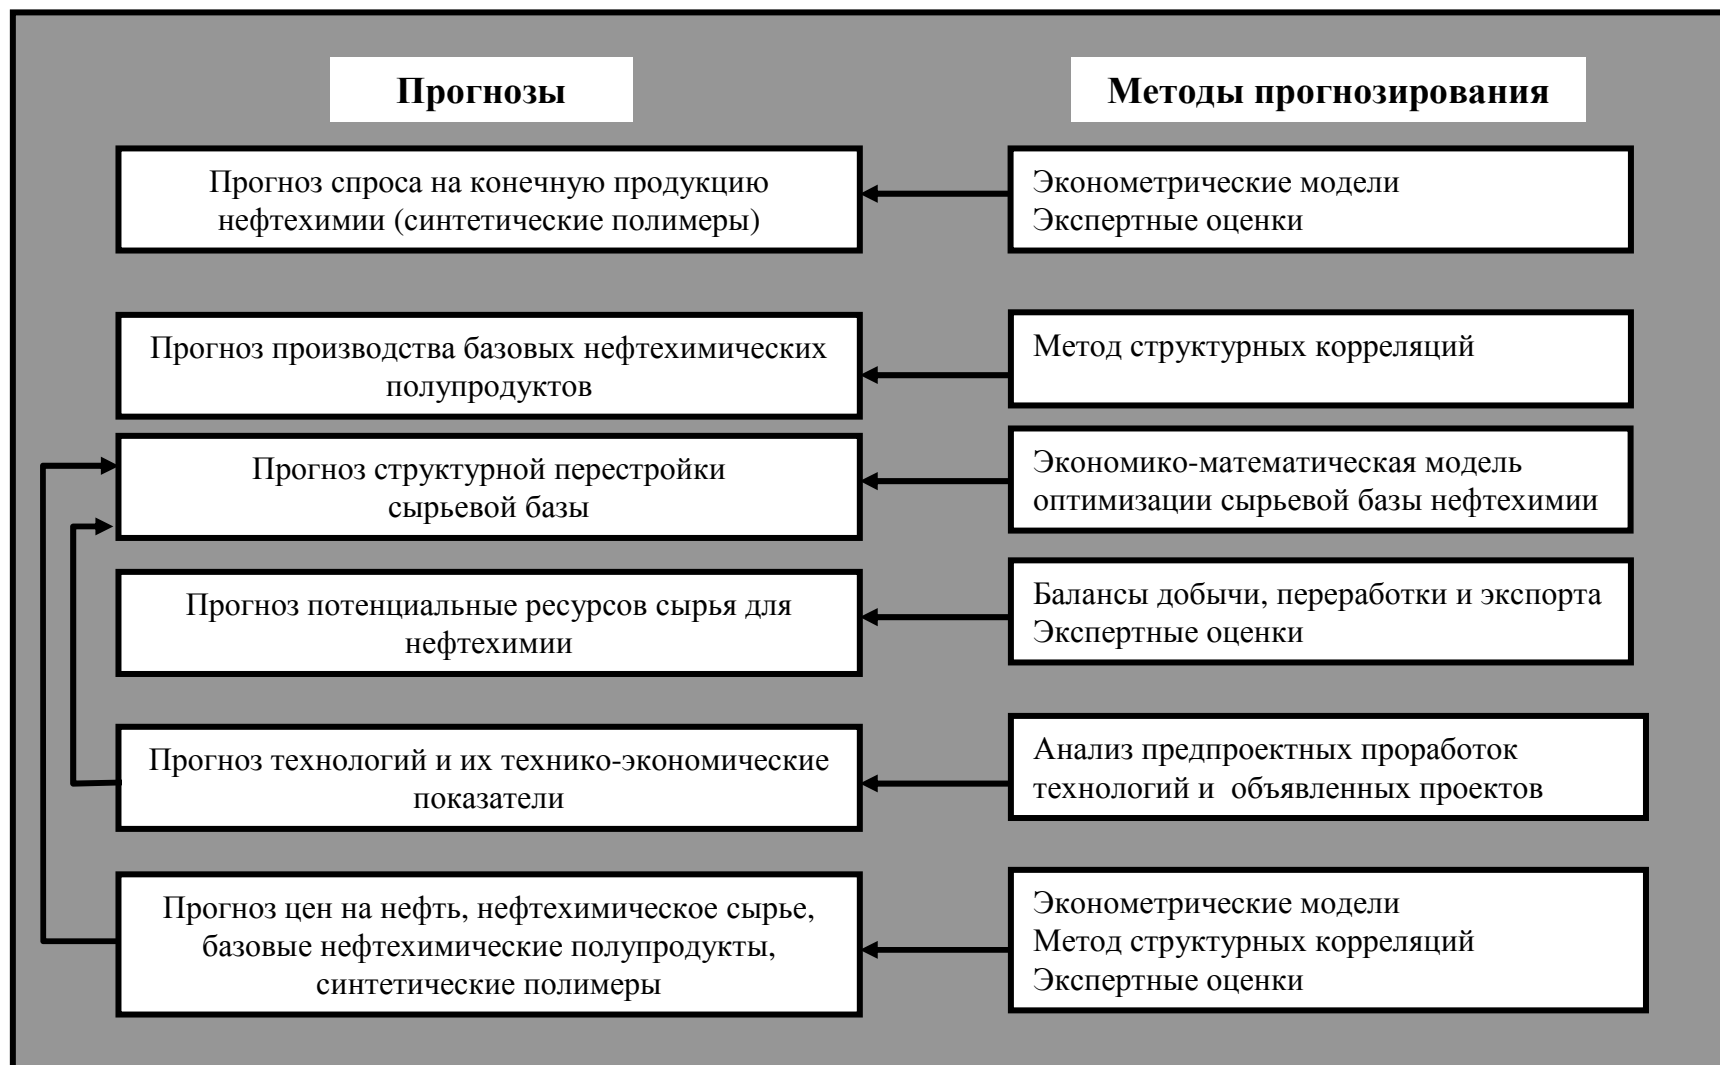 Прогнозы
Методы прогнозирования
Прогноз спроса на конечную продукцию
нефтехимии (синтетические полимеры)
Эконометрические модели
Экспертные оценки
Прогноз производства базовых нефтехимических
полупродуктов
Метод структурных корреляций
Прогноз структурной перестройки
сырьевой базы
Экономико-математическая модель
оптимизации сырьевой базы нефтехимии
Прогноз потенциальные ресурсов сырья для
нефтехимии
Балансы добычи, переработки и экспорта
Экспертные оценки
Прогноз технологий и их технико-экономические
показатели
Анализ предпроектных проработок
технологий и объявленных проектов
Прогноз цен на нефть, нефтехимическое сырье,
базовые нефтехимические полупродукты,
синтетические полимеры
Эконометрические модели
Метод структурных корреляций
Экспертные оценки